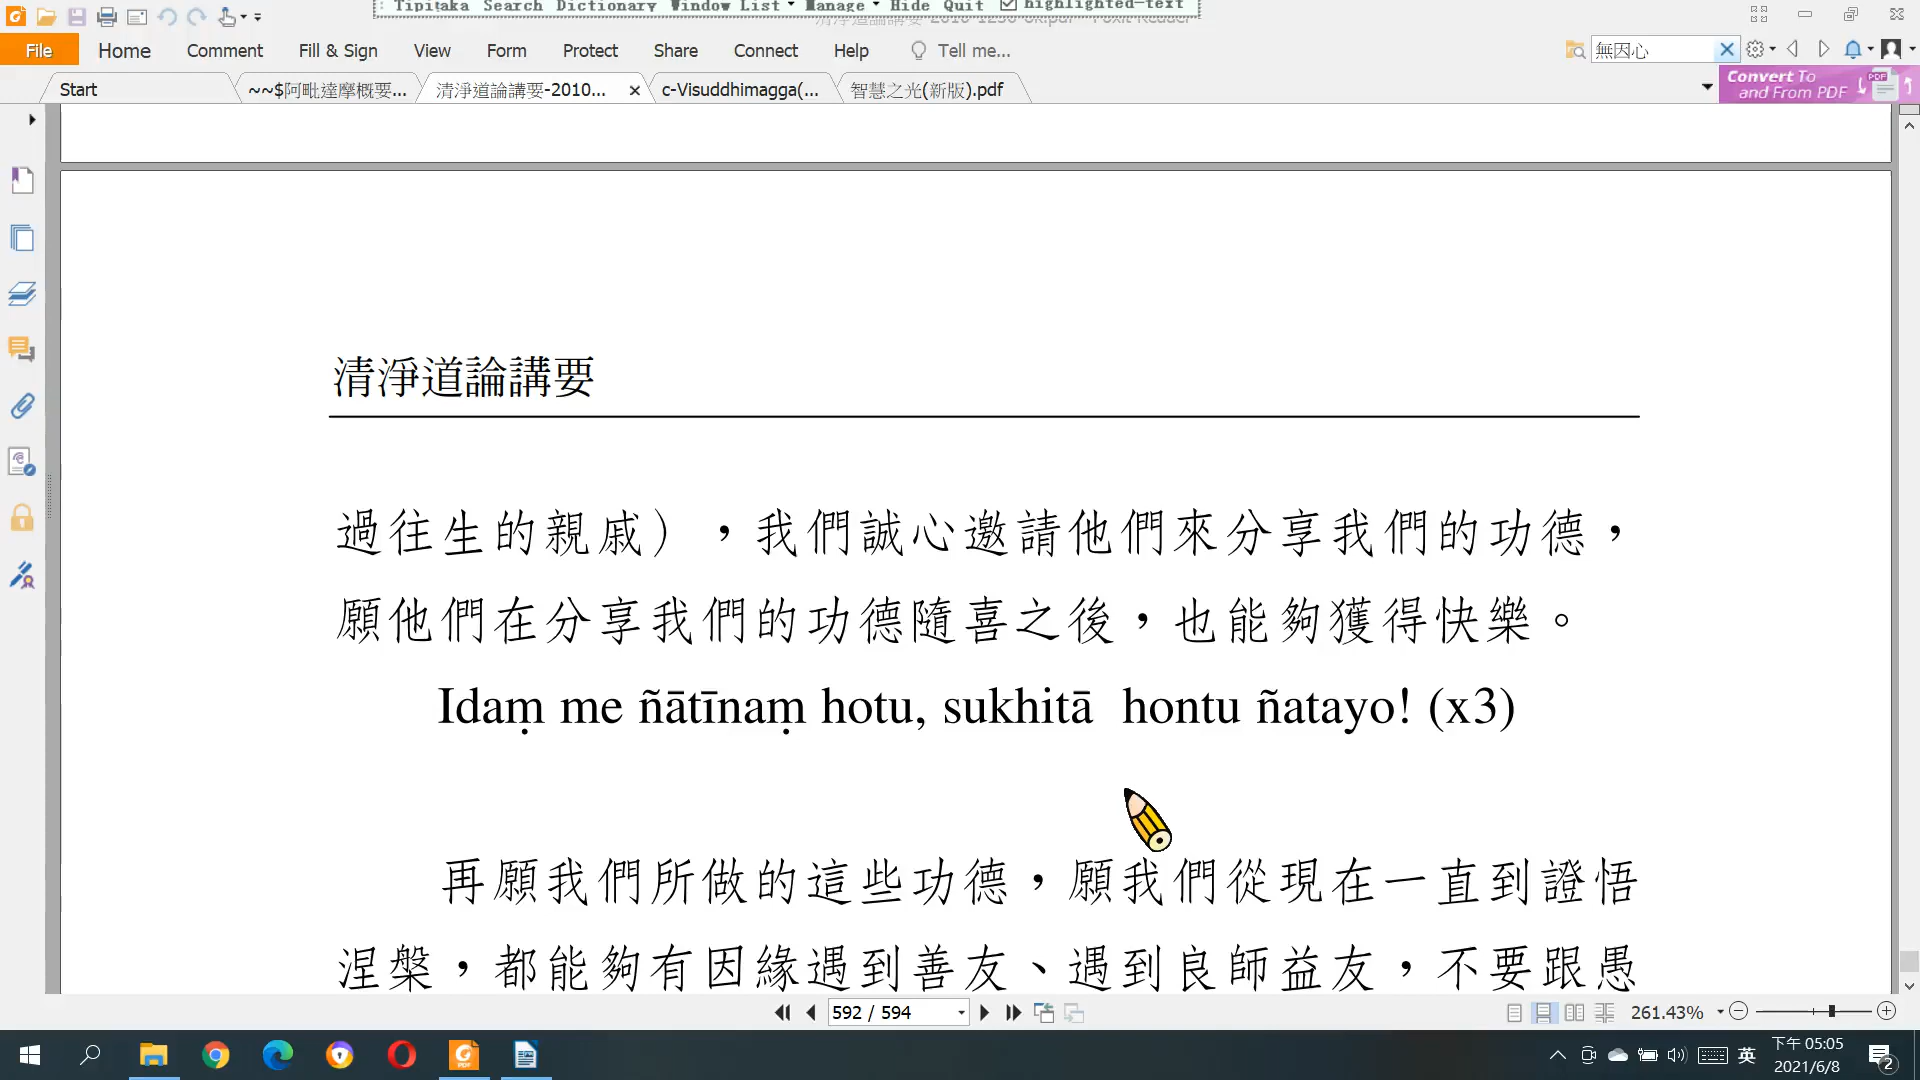 Tipiṭaka Search Dictionary Window List Manage Hide Quit highlighted-text
File Home Comment Fill & Sign View Form Protect Share Connect Help Tell me... 無因心
Start ~~$阿毗達摩概要... 清淨道論講要-2010... c-Visuddhimagga(... 智慧之光(新版).pdf
Convert To
and From PDF
PDF
清淨道論講要
過往生的親戚），我們誠心邀請他們來分享我們的功德，
願他們在分享我們的功德隨喜之後，也能夠獲得快樂。
Idaṃ me ñātīnaṃ hotu, sukhitā hontu ñatayo! (x3)
再願我們所做的這些功德，願我們從現在一直到證悟
涅槃，都能夠有因緣遇到善友、遇到良師益友，不要跟愚
592 / 594 261.43%
英 下午 05:05
2021/6/8
2